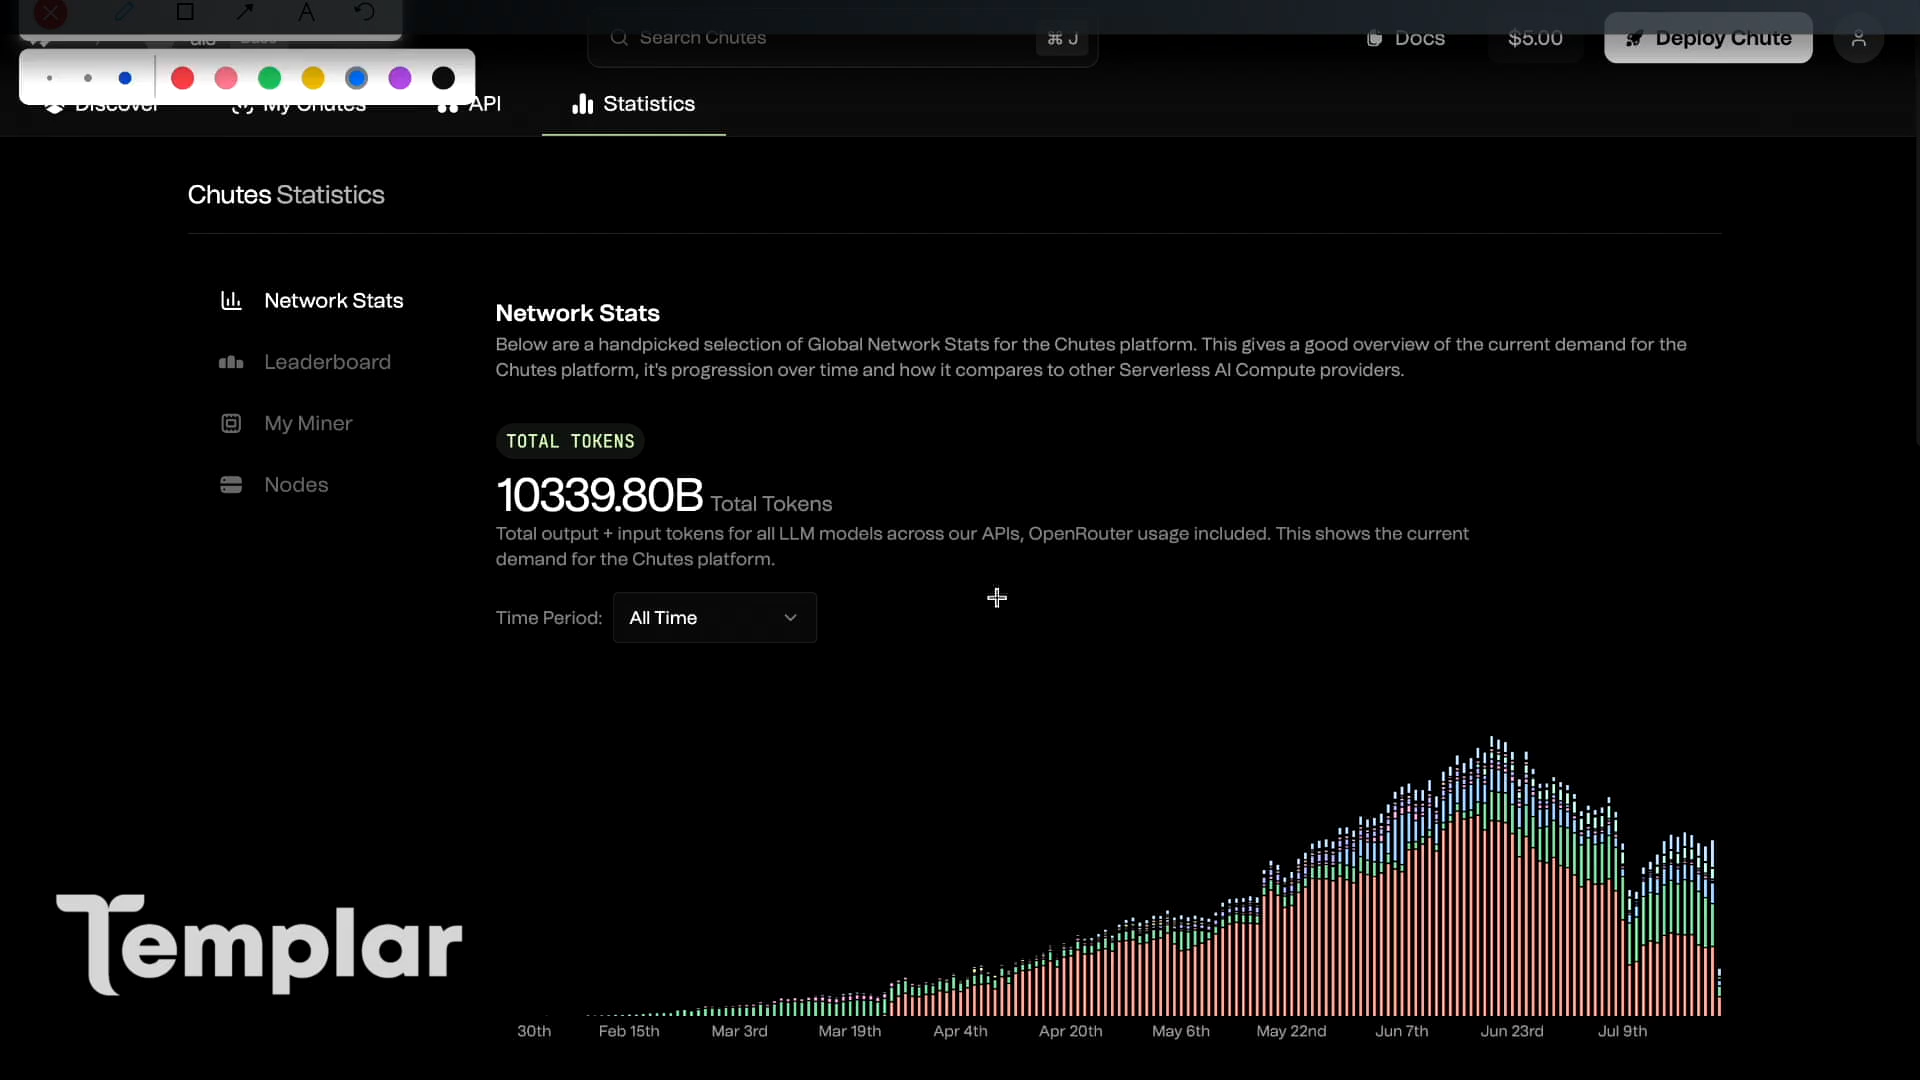 A
Search Chutes
⌘ J
Docs
$5.00
Deploy Chute
Discover
My Chutes
API
Statistics
Chutes Statistics
Network Stats
Leaderboard
My Miner
Nodes
Network Stats
Below are a handpicked selection of Global Network Stats for the Chutes platform. This gives a good overview of the current demand for the
Chutes platform, it's progression over time and how it compares to other Serverless AI Compute providers.
TOTAL TOKENS
10339.80B Total Tokens
Total output + input tokens for all LLM models across our APIs, OpenRouter usage included. This shows the current
demand for the Chutes platform.
Time Period:
All Time
Templar
30th
Feb 15th
Mar 3rd
Mar 19th
Apr 4th
Apr 20th
May 6th
May 22nd
Jun 7th
Jun 23rd
Jul 9th